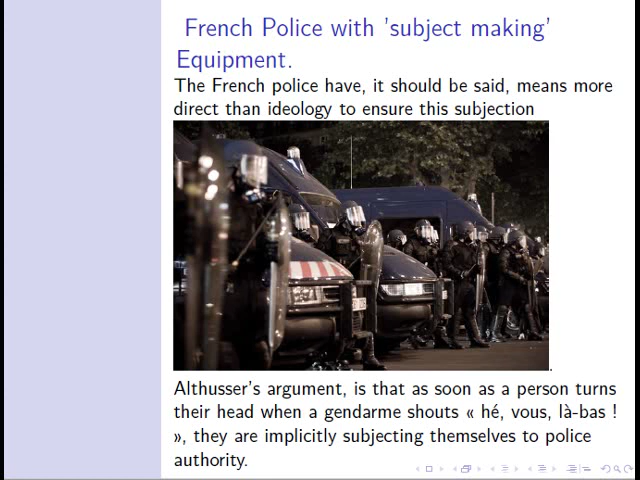 French Police with 'subject making'
Equipment.
The French police have, it should be said, means more
direct than ideology to ensure this subjection
.
Althusser's argument, is that as soon as a person turns
their head when a gendarme shouts « hé, vous, là-bas !
», they are implicitly subjecting themselves to police
authority.